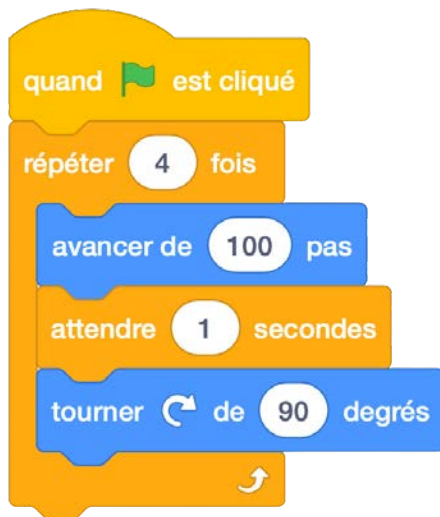 quand est cliqué
répéter 4 fois
avancer de 100 pas
attendre 1 secondes
tourner de 90 degrés